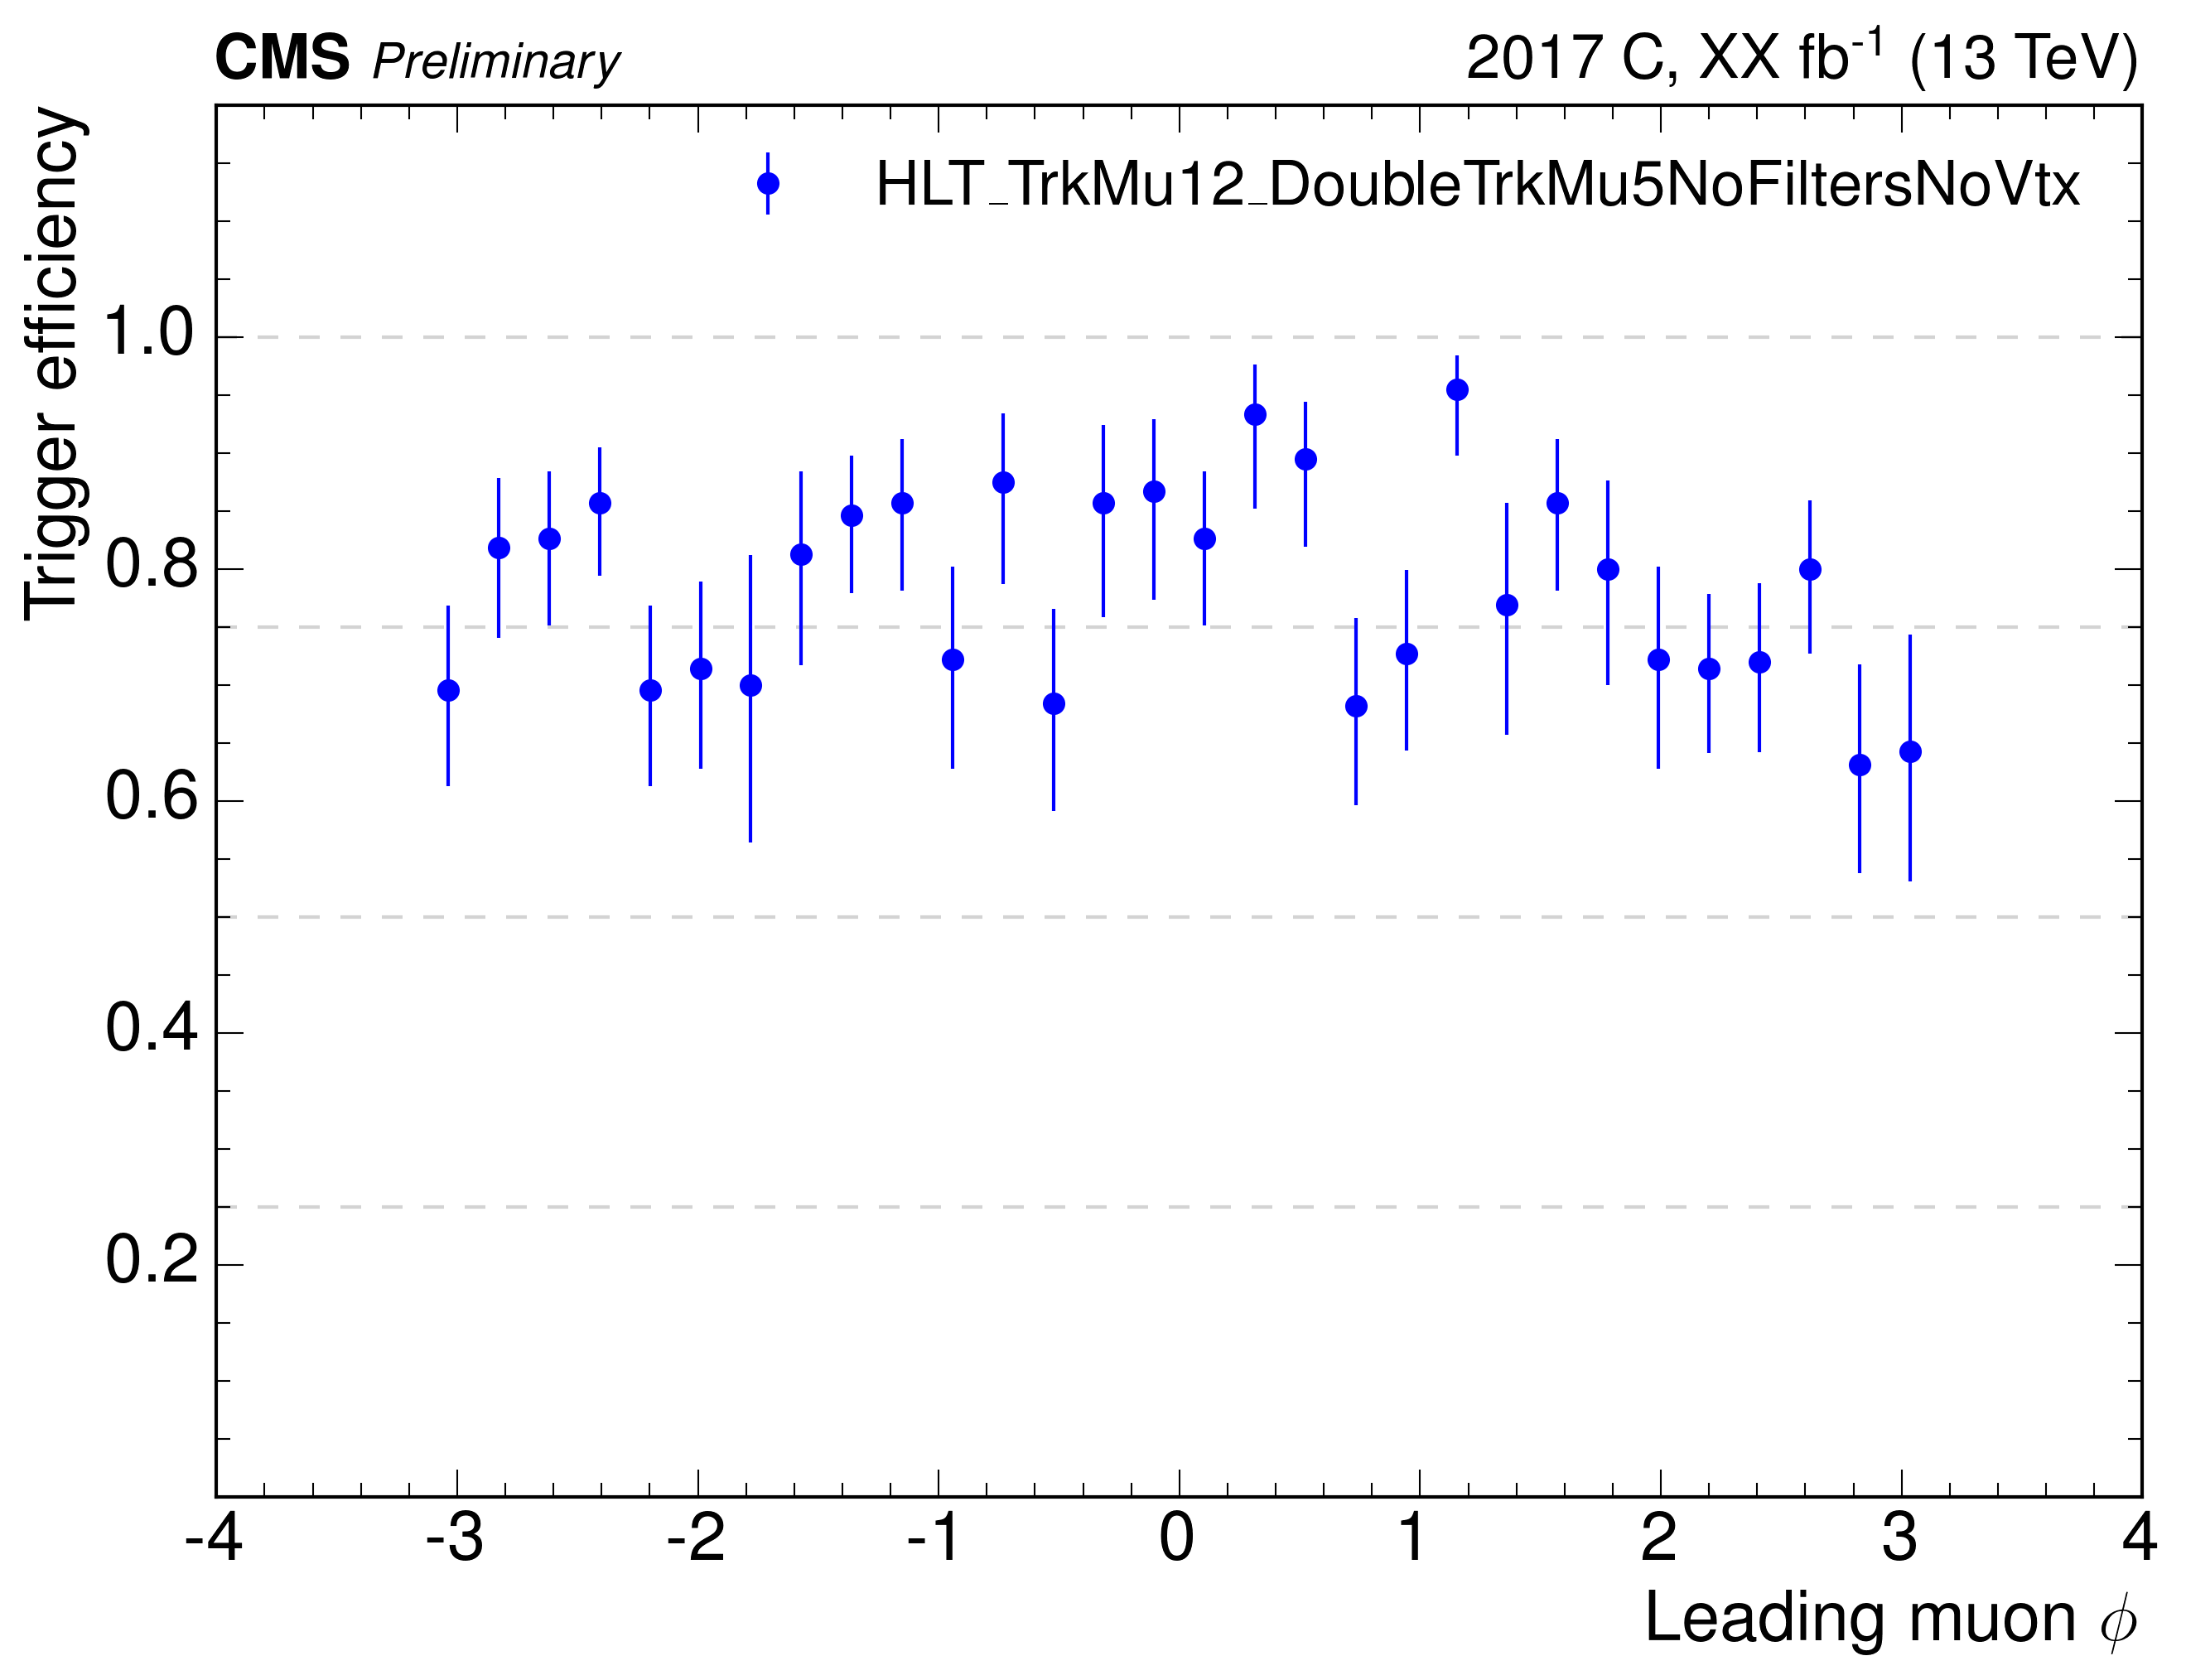 CMS Preliminary 2017 C, XX fb-1 (13 TeV)
HLT_TrkMu12_DoubleTrkMu5NoFiltersNoVtx
Trigger efficiency
1.0
0.8
0.6
0.4
0.2
-4 -3 -2 -1 0 1 2 3 4
Leading muon ϕ